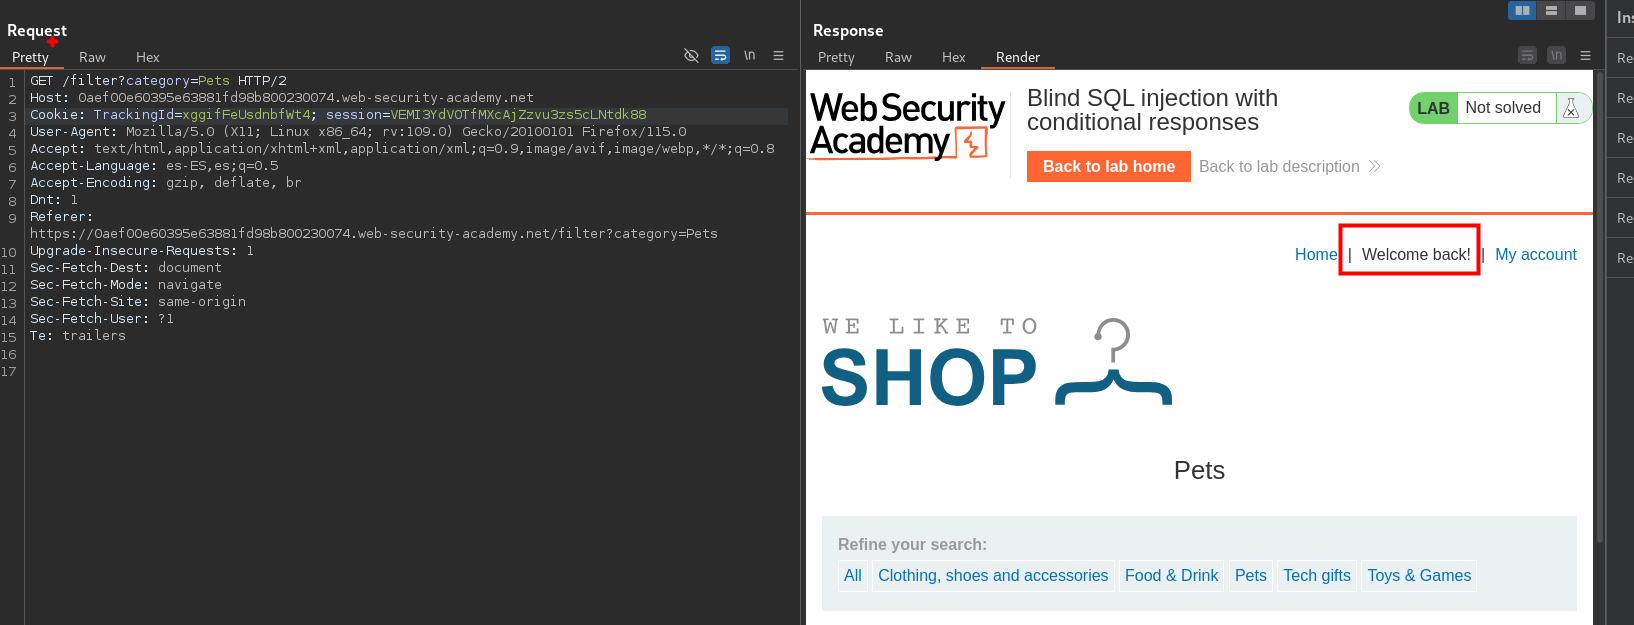 Request
Pretty Raw Hex \n
1 GET /filter?category=Pets HTTP/2
2 Host: 0aef00e60395e63881fd98b800230074.web-security-academy.net
3 Cookie: TrackingId=xggifFeUsdnbfWt4; session=VEMI3YdVOTfMXcAjZzvu3zs5cLNtdk88
4 User-Agent: Mozilla/5.0 (X11; Linux x86_64; rv:109.0) Gecko/20100101 Firefox/115.0
5 Accept: text/html,application/xhtml+xml,application/xml;q=0.9,image/avif,image/webp,*/*;q=0.8
6 Accept-Language: es-ES,es;q=0.5
7 Accept-Encoding: gzip, deflate, br
8 Dnt: 1
9 Referer:
https://0aef00e60395e63881fd98b800230074.web-security-academy.net/filter?category=Pets
10 Upgrade-Insecure-Requests: 1
11 Sec-Fetch-Dest: document
12 Sec-Fetch-Mode: navigate
13 Sec-Fetch-Site: same-origin
14 Sec-Fetch-User: ?1
15 Te: trailers
16
17
Response
Pretty Raw Hex Render \n
Web Security
Academy
Blind SQL injection with
conditional responses
LAB Not solved
Back to lab home Back to lab description
Home | Welcome back! | My account
WE LIKE TO
SHOP
Pets
Refine your search:
All Clothing, shoes and accessories Food & Drink Pets Tech gifts Toys & Games
Ins
Re
Re
Re
Re
Re
Re